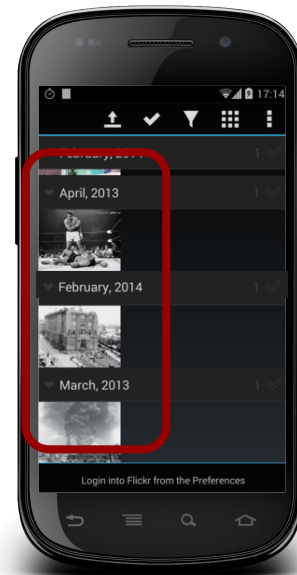 17:14
February, 2014
1
April, 2013
1
February, 2014
1
March, 2013
1
Login into Flickr from the Preferences